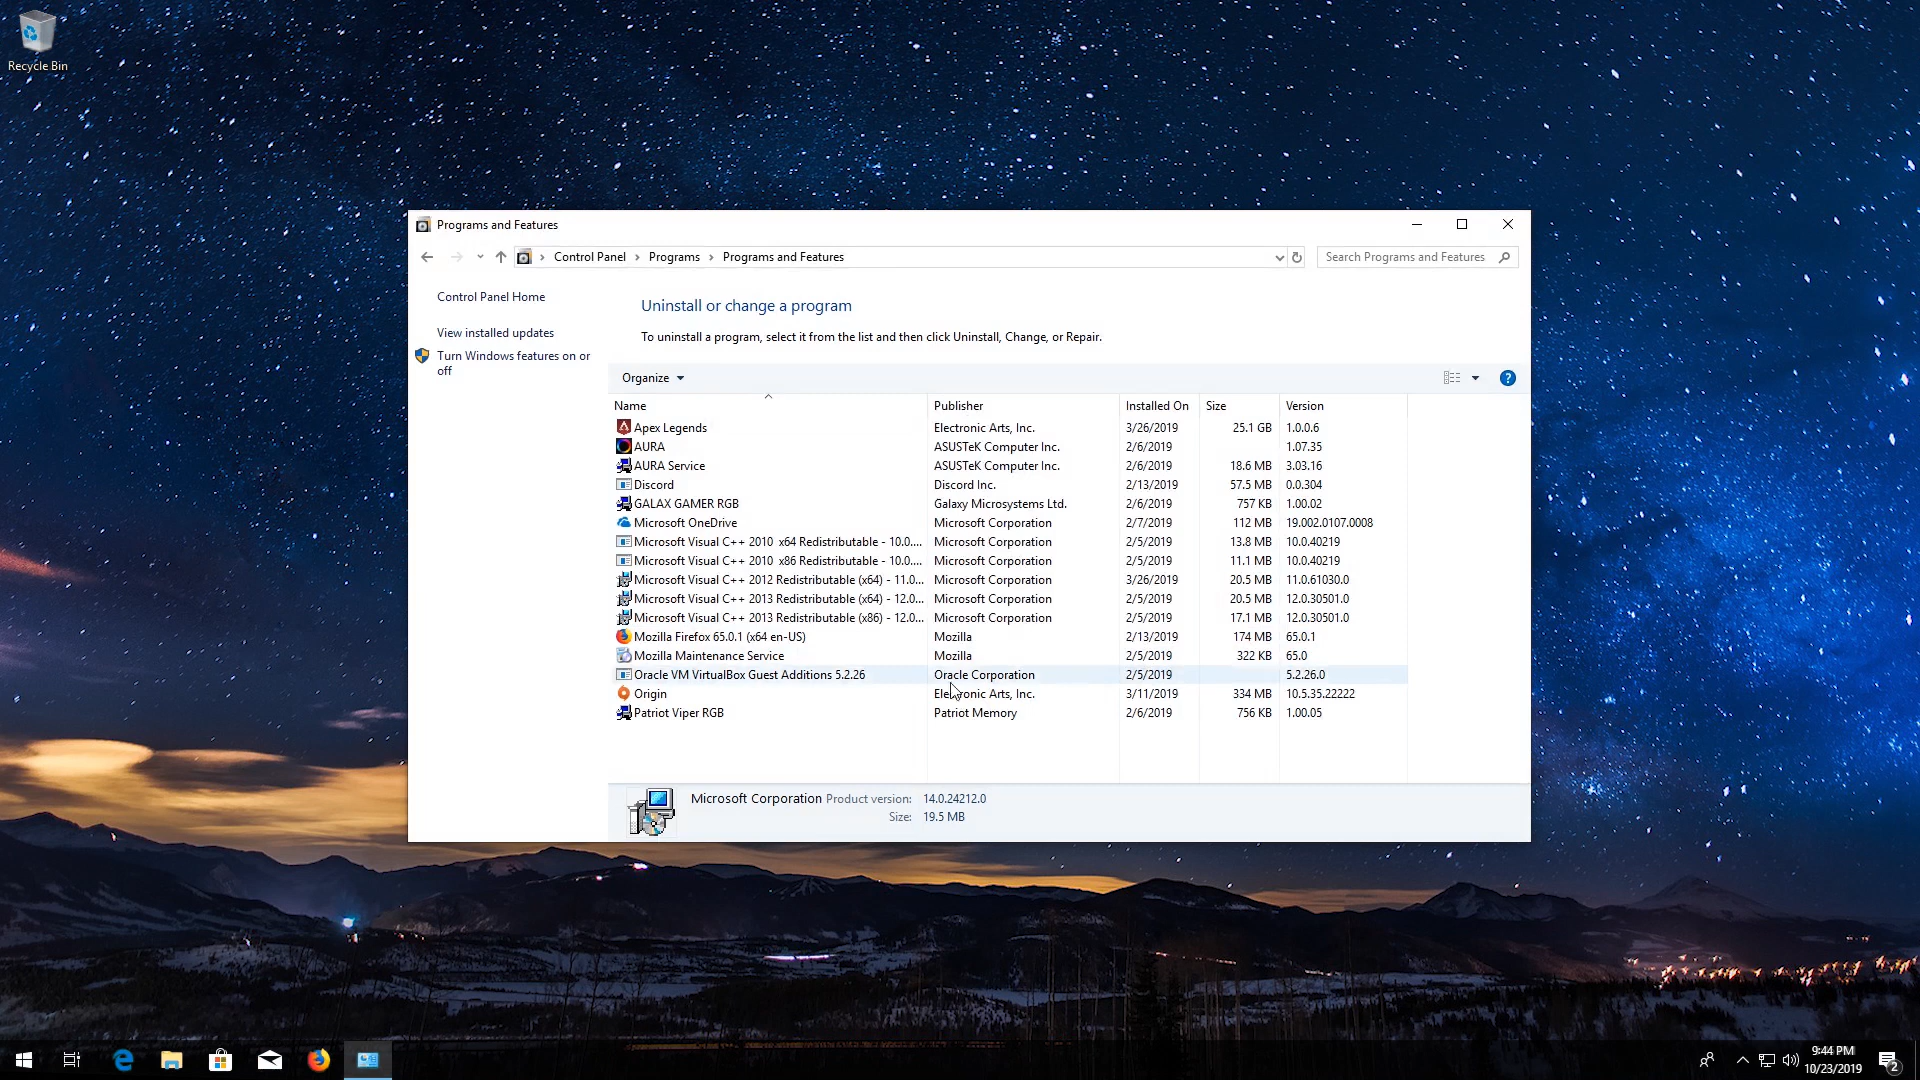 Recycle Bin
Programs and Features
Control Panel > Programs > Programs and Features
Search Programs and Features
Control Panel Home
View installed updates
Turn Windows features on or
off
Uninstall or change a program
To uninstall a program, select it from the list and then click Uninstall, Change, or Repair.
Organize
Name Publisher Installed On Size Version
Apex Legends Electronic Arts, Inc. 3/26/2019 25.1 GB 1.0.0.6
AURA ASUSTeK Computer Inc. 2/6/2019 1.07.35
AURA Service ASUSTeK Computer Inc. 2/6/2019 18.6 MB 3.03.16
Discord Discord Inc. 2/13/2019 57.5 MB 0.0.304
GALAX GAMER RGB Galaxy Microsystems Ltd. 2/6/2019 757 KB 1.00.02
Microsoft OneDrive Microsoft Corporation 2/7/2019 112 MB 19.002.0107.0008
Microsoft Visual C++ 2010 x64 Redistributable - 10.0.... Microsoft Corporation 2/5/2019 13.8 MB 10.0.40219
Microsoft Visual C++ 2010 x86 Redistributable - 10.0.... Microsoft Corporation 2/5/2019 11.1 MB 10.0.40219
Microsoft Visual C++ 2012 Redistributable (x64) - 11.0... Microsoft Corporation 3/26/2019 20.5 MB 11.0.61030.0
Microsoft Visual C++ 2013 Redistributable (x64) - 12.0... Microsoft Corporation 2/5/2019 20.5 MB 12.0.30501.0
Microsoft Visual C++ 2013 Redistributable (x86) - 12.0... Microsoft Corporation 2/5/2019 17.1 MB 12.0.30501.0
Mozilla Firefox 65.0.1 (x64 en-US) Mozilla 2/13/2019 174 MB 65.0.1
Mozilla Maintenance Service Mozilla 2/5/2019 322 KB 65.0
Oracle VM VirtualBox Guest Additions 5.2.26 Oracle Corporation 2/5/2019 5.2.26.0
Origin Electronic Arts, Inc. 3/11/2019 334 MB 10.5.35.22222
Patriot Viper RGB Patriot Memory 2/6/2019 756 KB 1.00.05
Microsoft Corporation Product version: 14.0.24212.0
Size: 19.5 MB
9:44 PM
10/23/2019
2